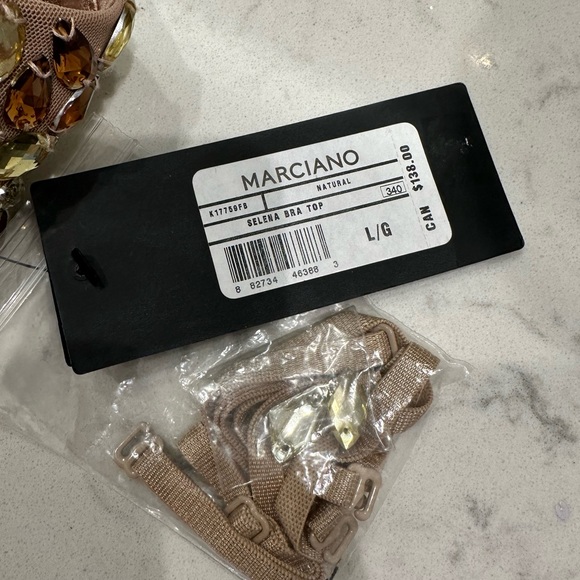 MARCIANO
NATURAL
K17759F8 340
SELENA BRA TOP
L/G
CAN $138.00
8 82734 46388 3